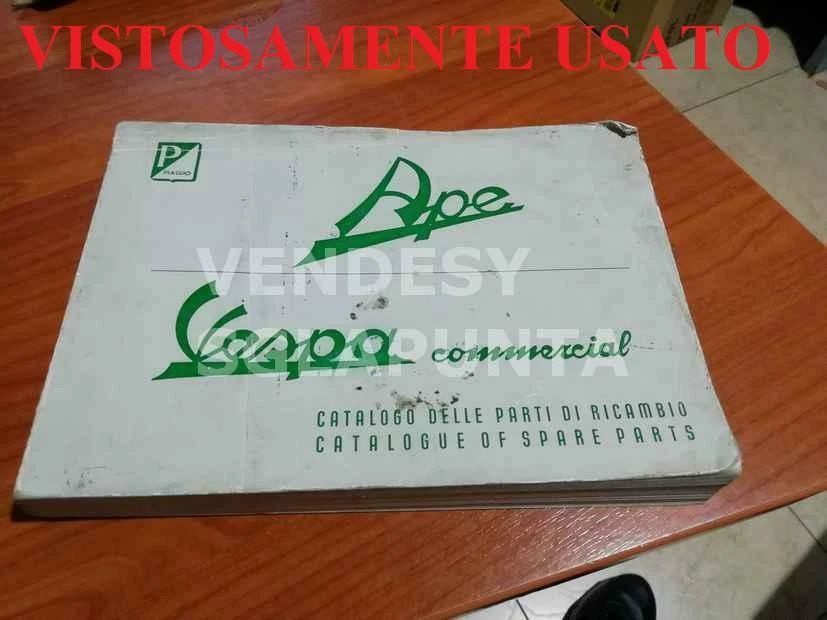 VISTOSAMENTE USATO
P
PIAGGIO
Ape
VENDESY
Vespa commercial
SGLAPUNTA
CATALOGO DELLE PARTI DI RICAMBIO
CATALOGUE OF SPARE PARTS